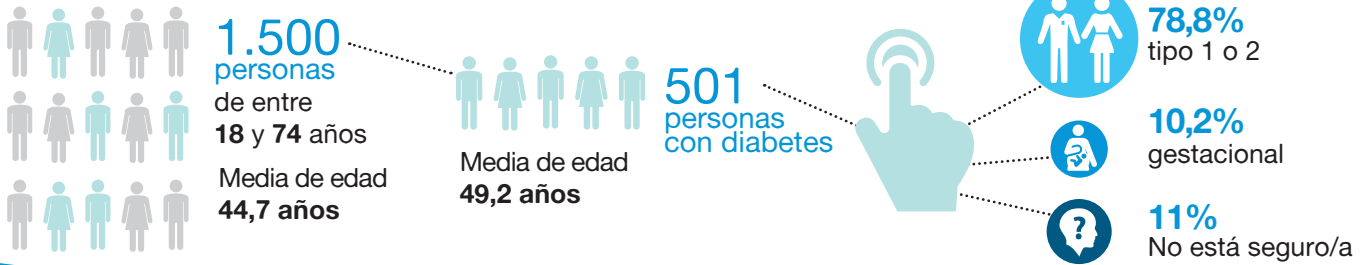 1.500
personas
de entre
18 y 74 años
Media de edad
44,7 años
Media de edad
49,2 años
501
personas
con diabetes
78,8%
tipo 1 o 2
10,2%
gestacional
?
11%
No está seguro/a